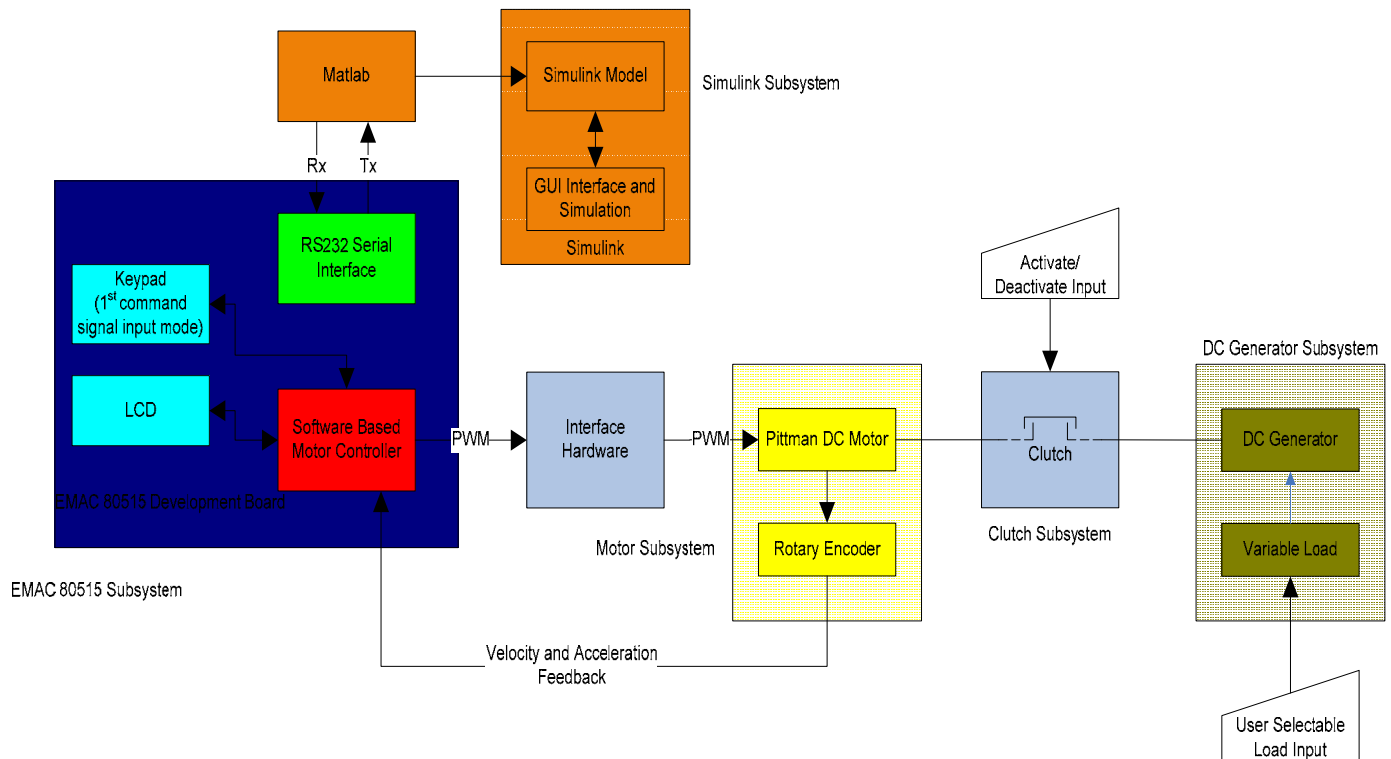 Matlab
Simulink Model
Simulink Subsystem
Rx
Tx
GUI Interface and
Simulation
Simulink
RS232 Serial
Interface
Keypad
(1st command
signal input mode)
LCD
Software Based
Motor Controller
EMAC 80515 Development Board
EMAC 80515 Subsystem
PWM
Interface
Hardware
PWM
Pittman DC Motor
Rotary Encoder
Motor Subsystem
Velocity and Acceleration
Feedback
Activate/
Deactivate Input
Clutch
Clutch Subsystem
DC Generator Subsystem
DC Generator
Variable Load
User Selectable
Load Input